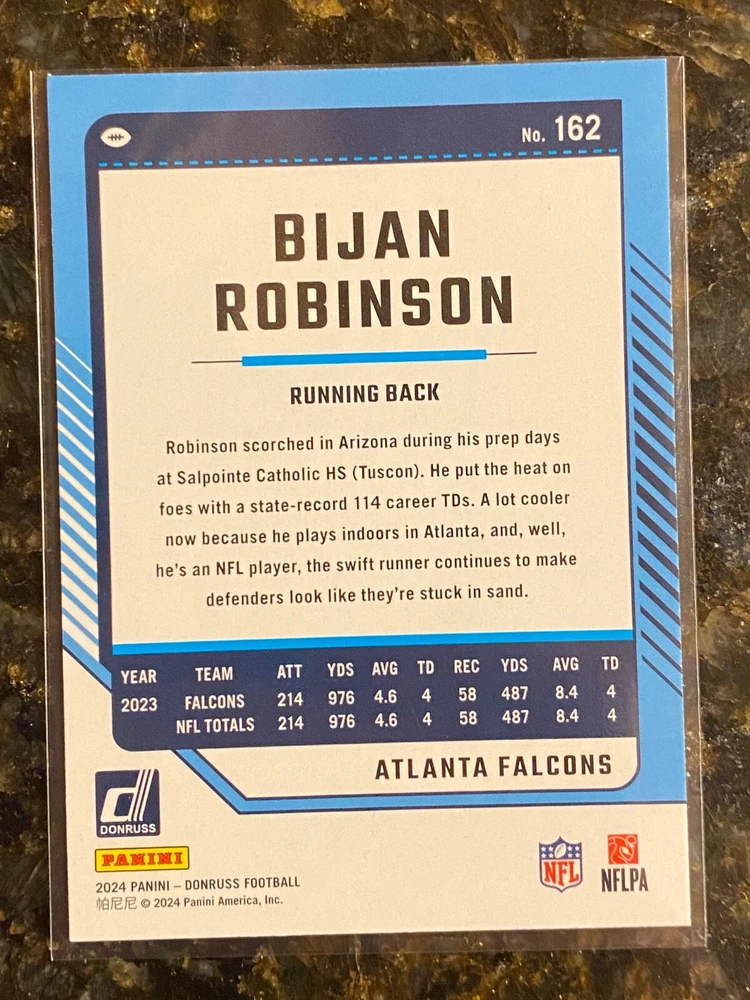 No. 162
BIJAN
ROBINSON
RUNNING BACK
Robinson scorched in Arizona during his prep days
at Salpointe Catholic HS (Tuscon). He put the heat on
foes with a state-record 114 career TDs. A lot cooler
now because he plays indoors in Atlanta, and, well,
he's an NFL player, the swift runner continues to make
defenders look like they're stuck in sand.
YEAR TEAM ATT YDS AVG TD REC YDS AVG TD
2023 FALCONS 214 976 4.6 4 58 487 8.4 4
NFL TOTALS 214 976 4.6 4 58 487 8.4 4
ATLANTA FALCONS
d
DONRUSS
PANINI
2024 PANINI – DONRUSS FOOTBALL
帕尼尼 © 2024 Panini America, Inc.
NFL
NFLPA